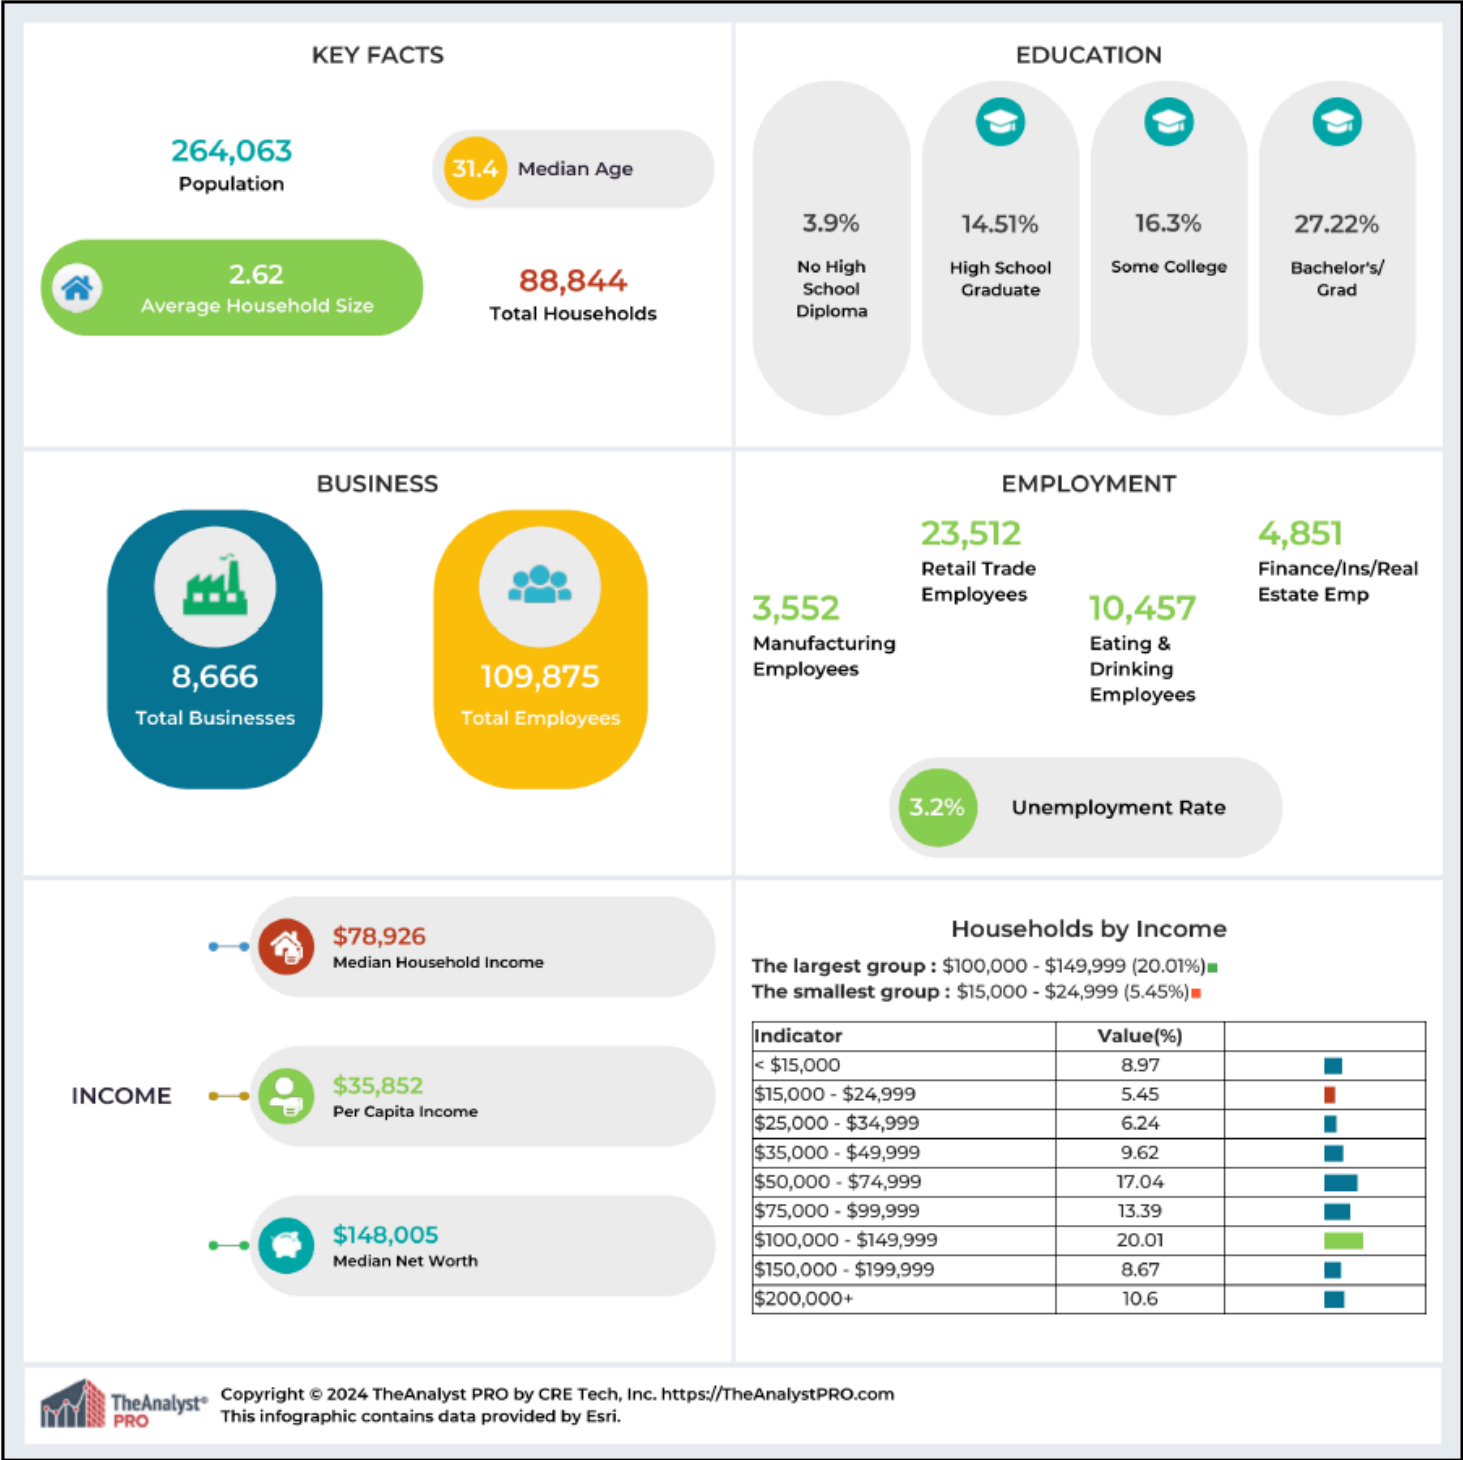 KEY FACTS
264,063
Population
31.4 Median Age
2.62
Average Household Size
88,844
Total Households
EDUCATION
3.9%
No High
School
Diploma
14.51%
High School
Graduate
16.3%
Some College
27.22%
Bachelor's/
Grad
BUSINESS
8,666
Total Businesses
109,875
Total Employees
EMPLOYMENT
3,552
Manufacturing
Employees
23,512
Retail Trade
Employees
10,457
Eating &
Drinking
Employees
4,851
Finance/Ins/Real
Estate Emp
3.2% Unemployment Rate
INCOME
$78,926
Median Household Income
$35,852
Per Capita Income
$148,005
Median Net Worth
Households by Income
The largest group : $100,000 - $149,999 (20.01%)
The smallest group : $15,000 - $24,999 (5.45%)
Indicator Value(%)
< $15,000 8.97
$15,000 - $24,999 5.45
$25,000 - $34,999 6.24
$35,000 - $49,999 9.62
$50,000 - $74,999 17.04
$75,000 - $99,999 13.39
$100,000 - $149,999 20.01
$150,000 - $199,999 8.67
$200,000+ 10.6
TheAnalyst®
PRO
Copyright © 2024 TheAnalyst PRO by CRE Tech, Inc. https://TheAnalystPRO.com
This infographic contains data provided by Esri.